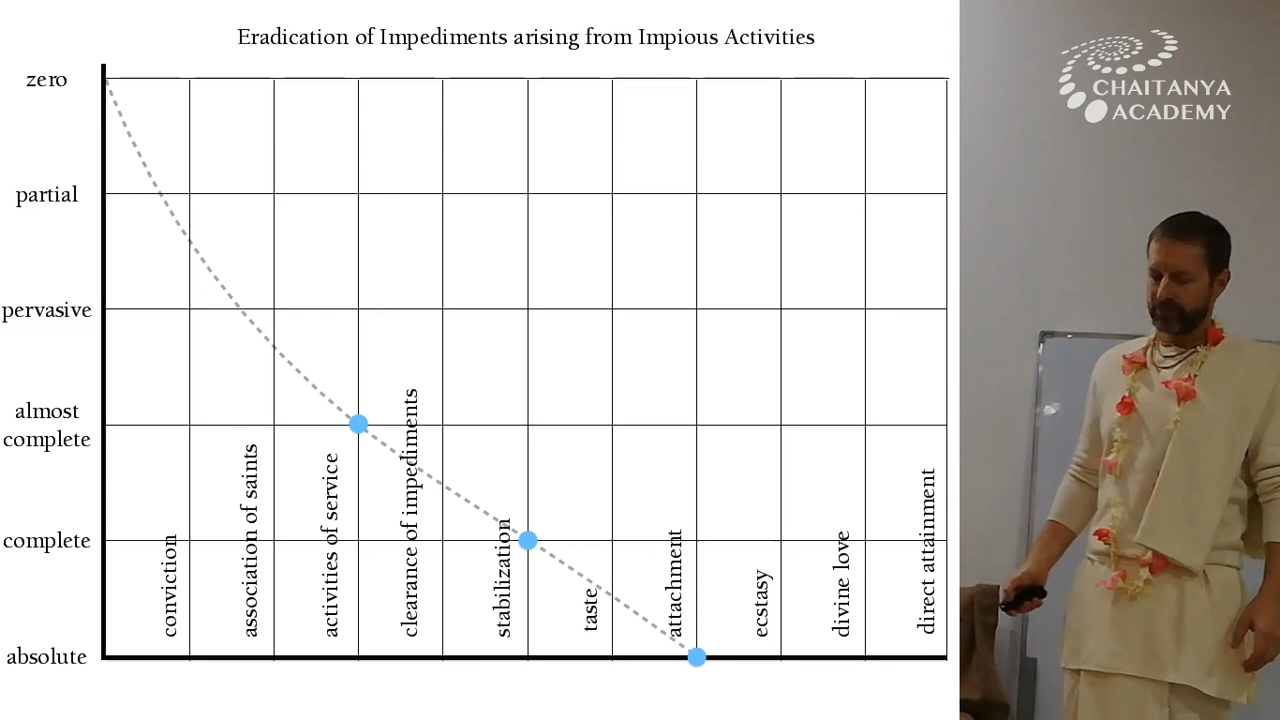 Eradication of Impediments arising from Impious Activities
zero
partial
pervasive
almost
complete
complete
absolute
conviction
association of saints
activities of service
clearance of impediments
stabilization
taste
attachment
ecstasy
divine love
direct attainment
CHAITANYA
ACADEMY